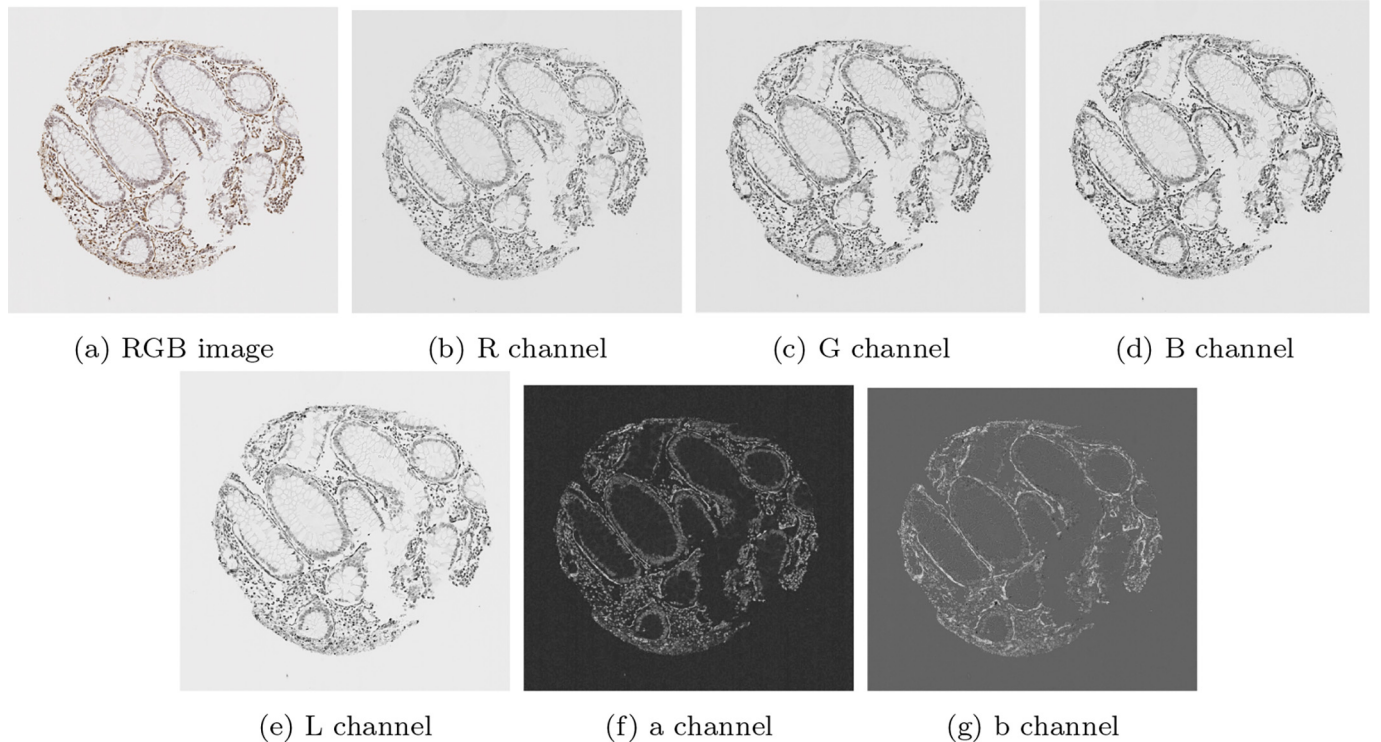 (a) RGB image
(b) R channel
(c) G channel
(d) B channel
(e) L channel
(f) a channel
(g) b channel